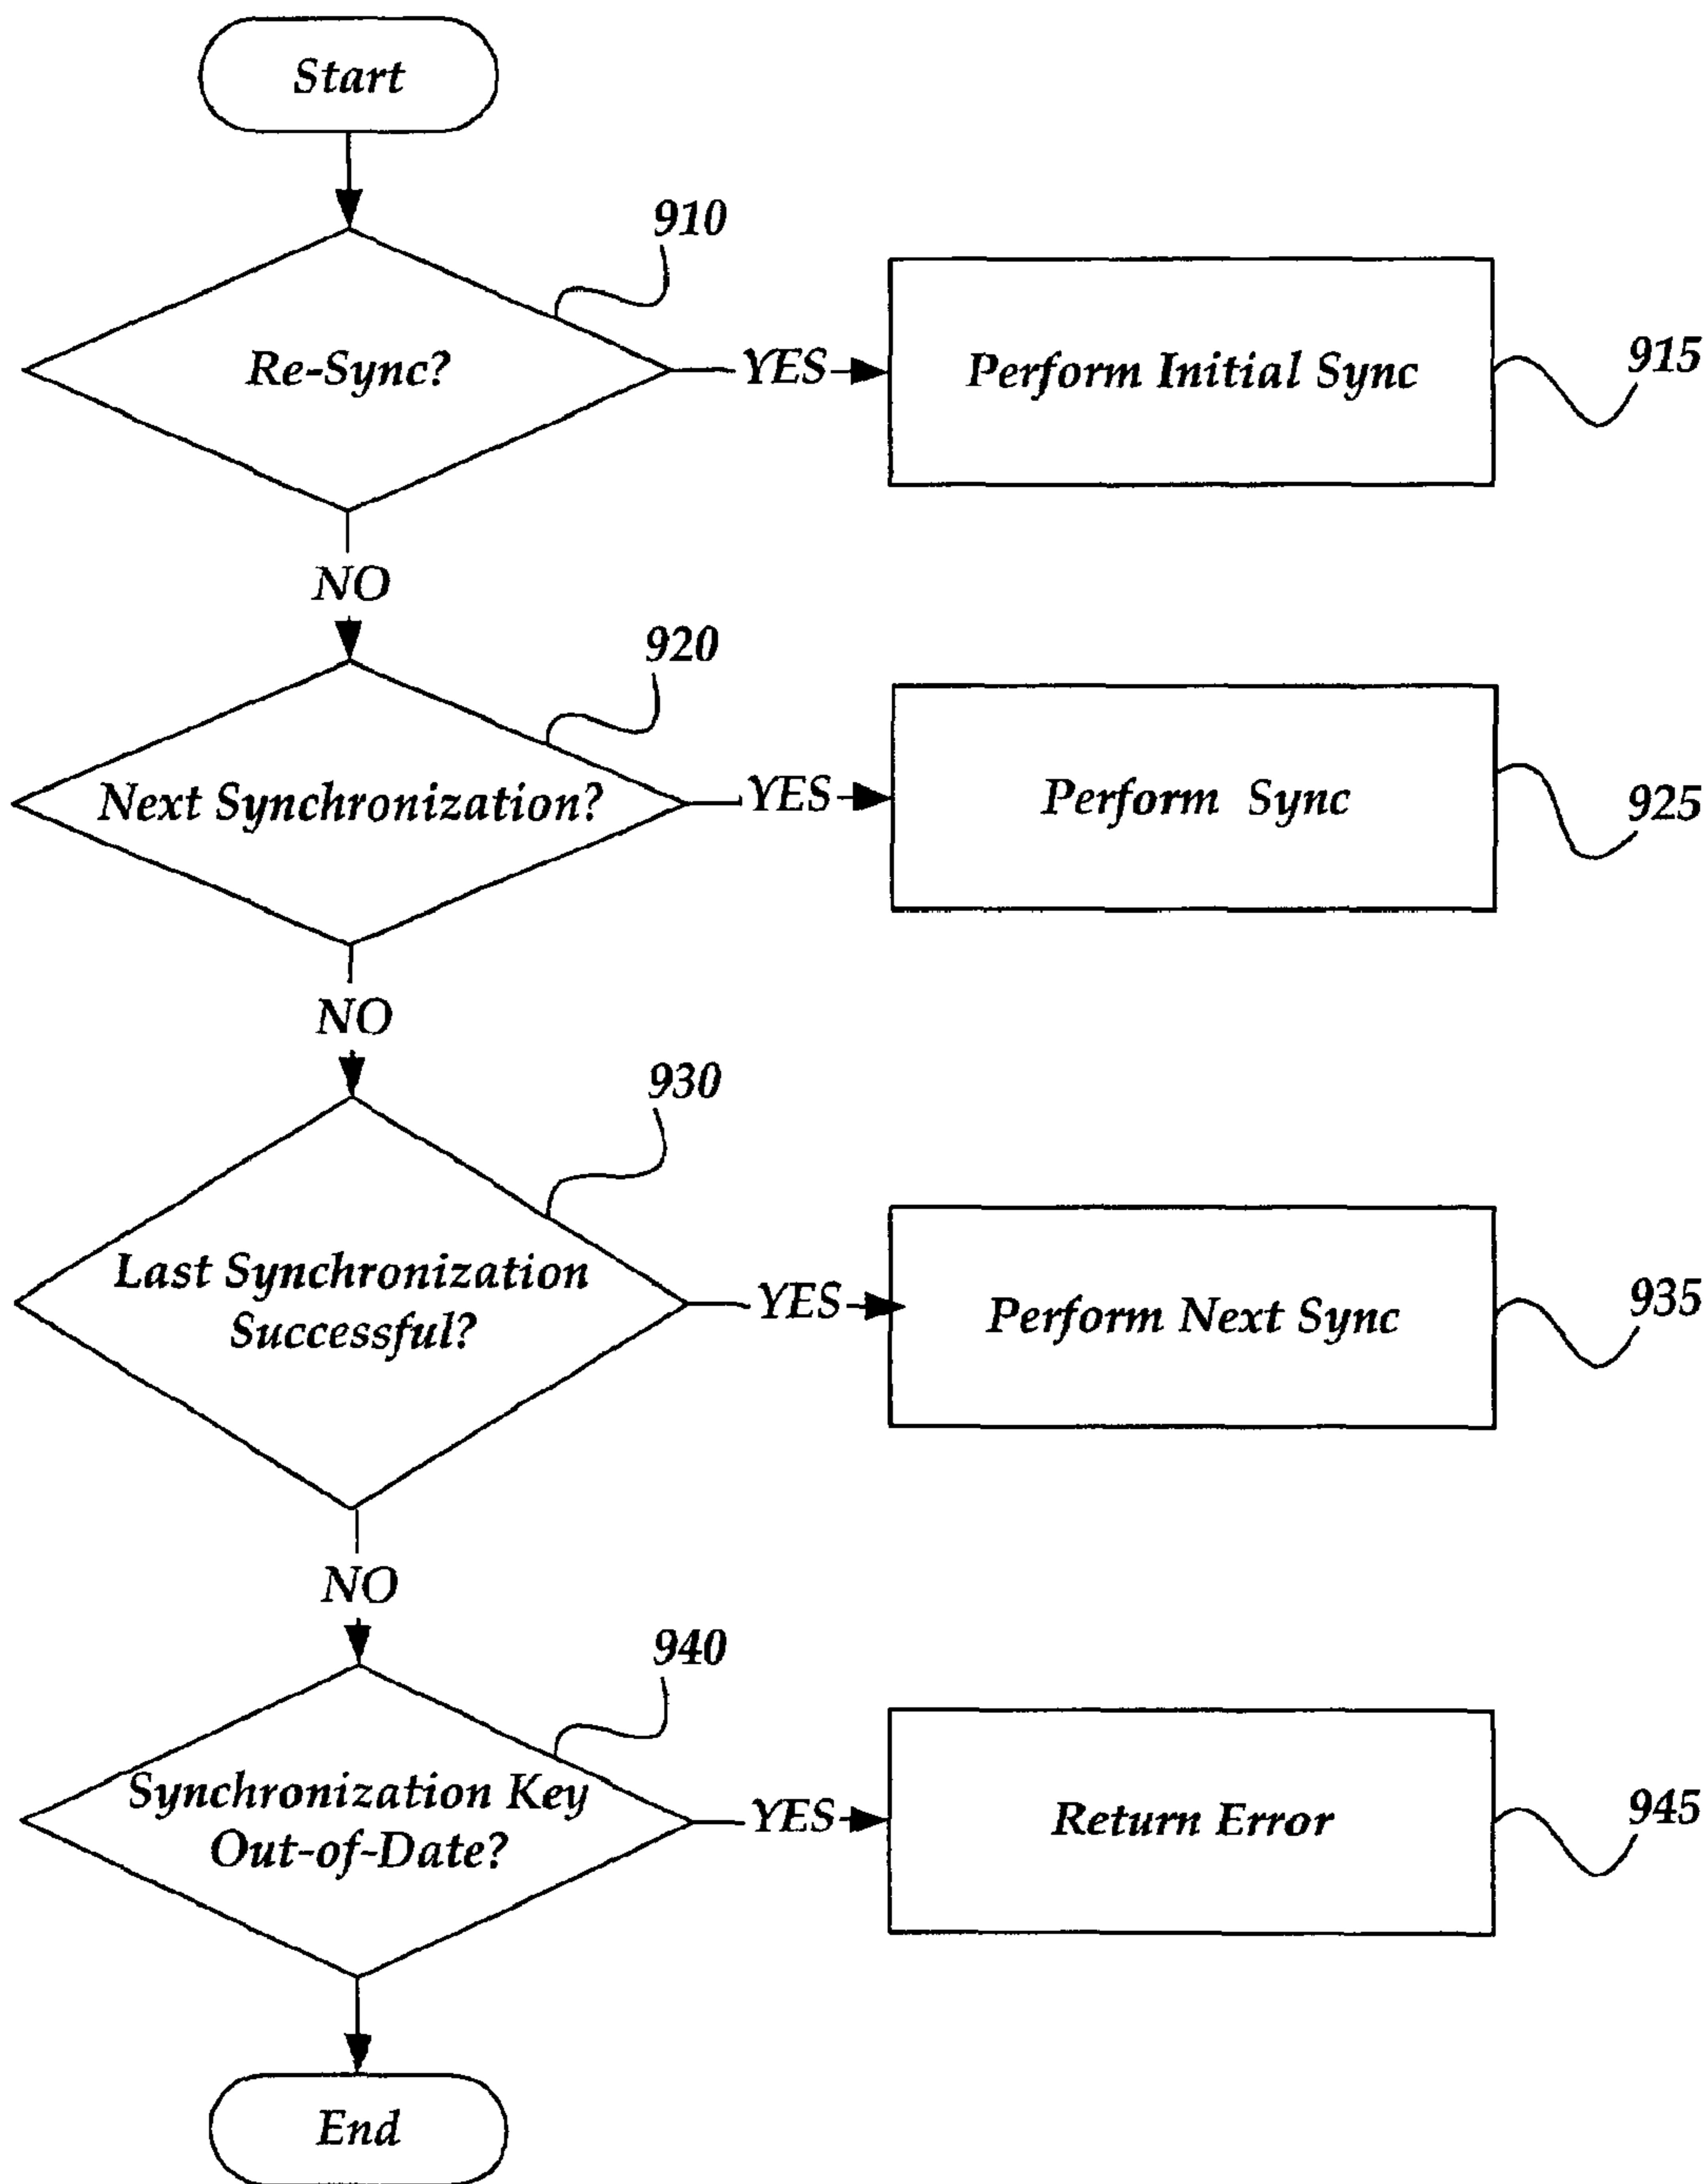 Start
910
Re-Sync?
YES
Perform Initial Sync
915
NO
920
Next Synchronization?
YES
Perform Sync
925
NO
930
Last Synchronization
Successful?
YES
Perform Next Sync
935
NO
940
Synchronization Key
Out-of-Date?
YES
Return Error
945
End